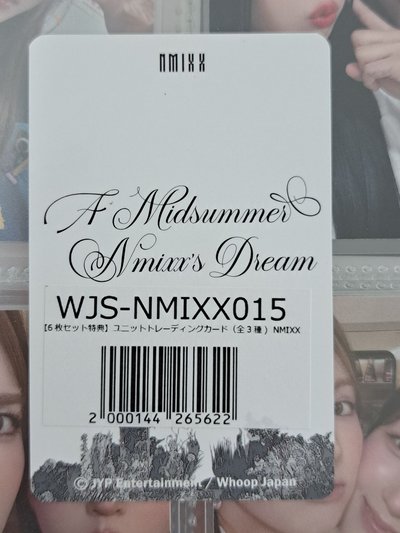 NMIXX
A Midsummer
Nmixx's Dream
WJS-NMIXX015
【6枚セット特典】ユニットトレーディングカード(全3種) NMIXX
2 000144 265622
© JYP Entertainment / Whoop Japan